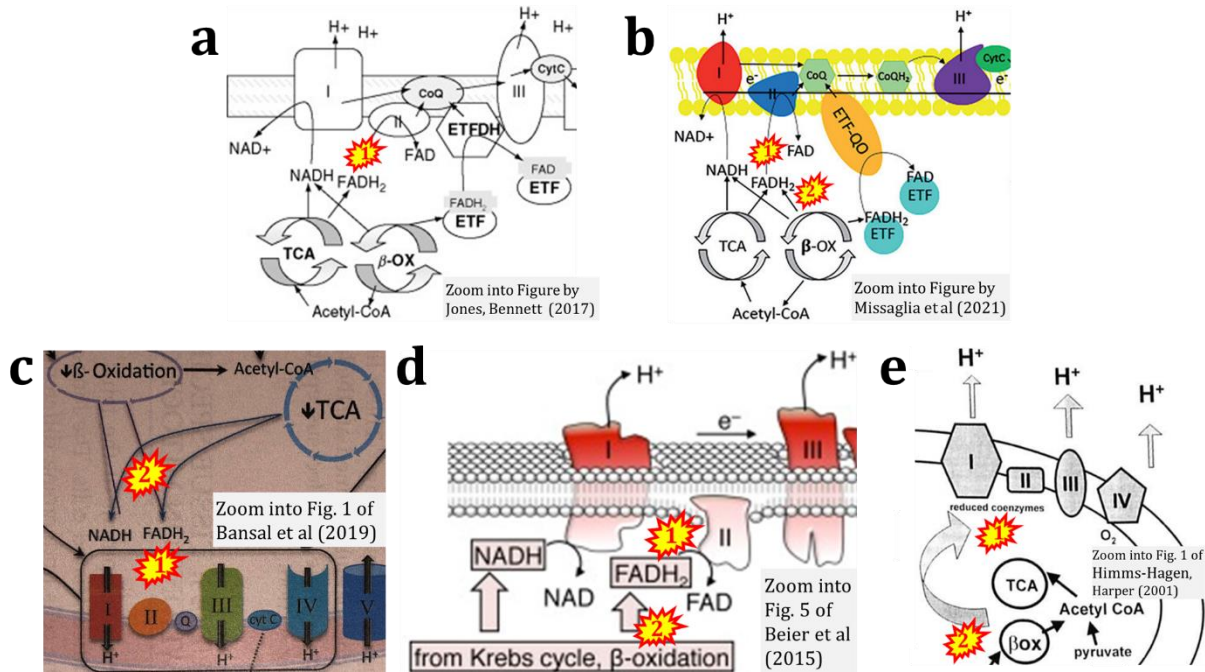 a
H+
H+
H+
H+
I
CoQ
III
CytC
II
ETFDH
NAD+
1
FAD
NADH
FADH₂
FAD
ETF
FADH₂
ETF
TCA
β-OX
Acetyl-CoA
Zoom into Figure by
Jones, Bennett (2017)
b
H⁺
H⁺
I
e⁻
II
CoQ
CoQH₂
III
CytC
e⁻
ETF-QO
NAD+
1
FAD
NADH
FADH₂
2
FAD
ETF
FADH₂
ETF
TCA
β-OX
Acetyl-CoA
Zoom into Figure by
Missaglia et al (2021)
c
↓ß- Oxidation
Acetyl-CoA
↓TCA
2
Zoom into Fig. 1 of
Bansal et al (2019)
NADH
FADH₂
1
I
II
Q
III
cyt C
IV
V
H⁺
H⁺
H⁺
d
H⁺
H⁺
I
e⁻
III
1
II
NADH
NAD
FADH₂
FAD
2
from Krebs cycle, β-oxidation
Zoom into
Fig. 5 of
Beier et al
(2015)
e
H⁺
H⁺
H⁺
I
II
III
IV
reduced coenzymes
O₂
1
Zoom into Fig. 1 of
Himms-Hagen,
Harper (2001)
TCA
Acetyl CoA
2
βox
pyruvate